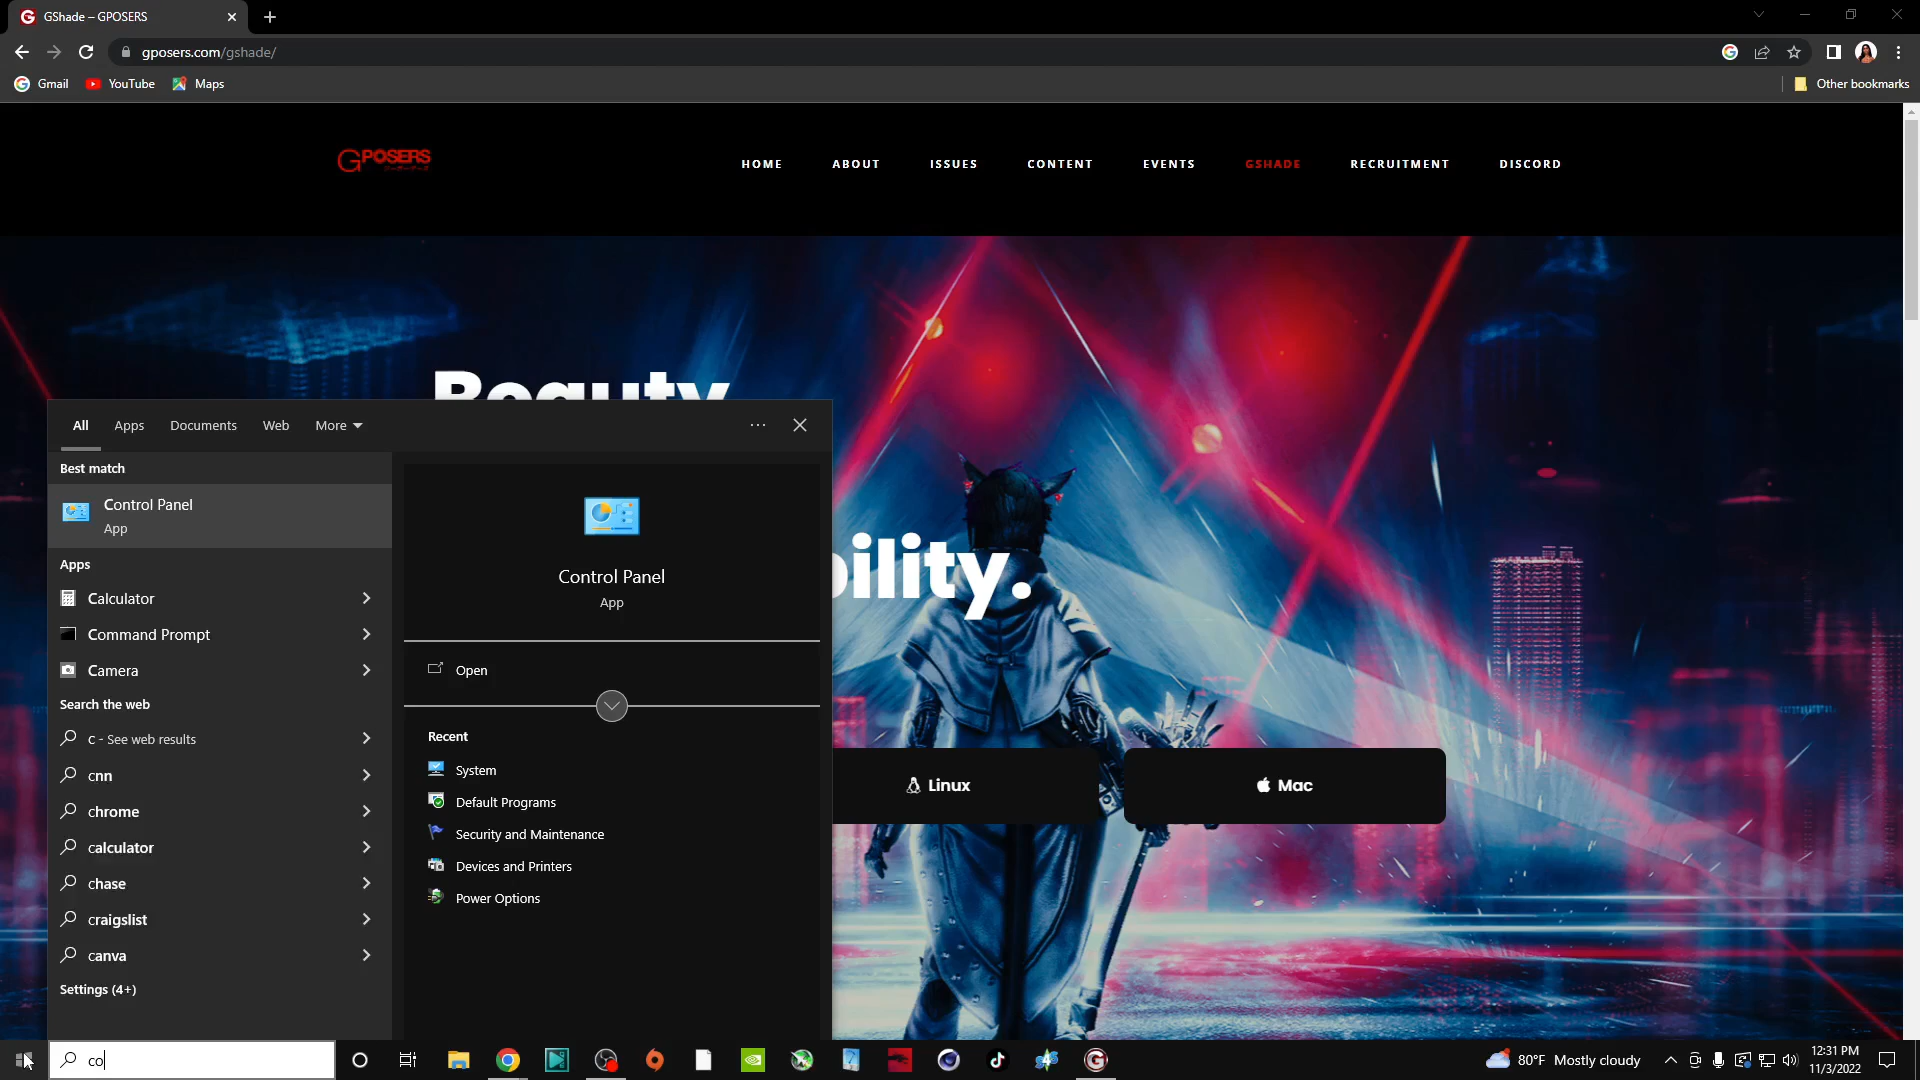 GShade – GPOSERS
gposers.com/gshade/
Gmail
YouTube
Maps
Other bookmarks
GPOSERS
HOME
ABOUT
ISSUES
CONTENT
EVENTS
GSHADE
RECRUITMENT
DISCORD
Beauty
bility.
Linux
Mac
All
Apps
Documents
Web
More
Best match
Control Panel
App
Apps
Calculator
Command Prompt
Camera
Search the web
c - See web results
cnn
chrome
calculator
chase
craigslist
canva
Settings (4+)
Control Panel
App
Open
Recent
System
Default Programs
Security and Maintenance
Devices and Printers
Power Options
co
80°F Mostly cloudy
12:31 PM
11/3/2022